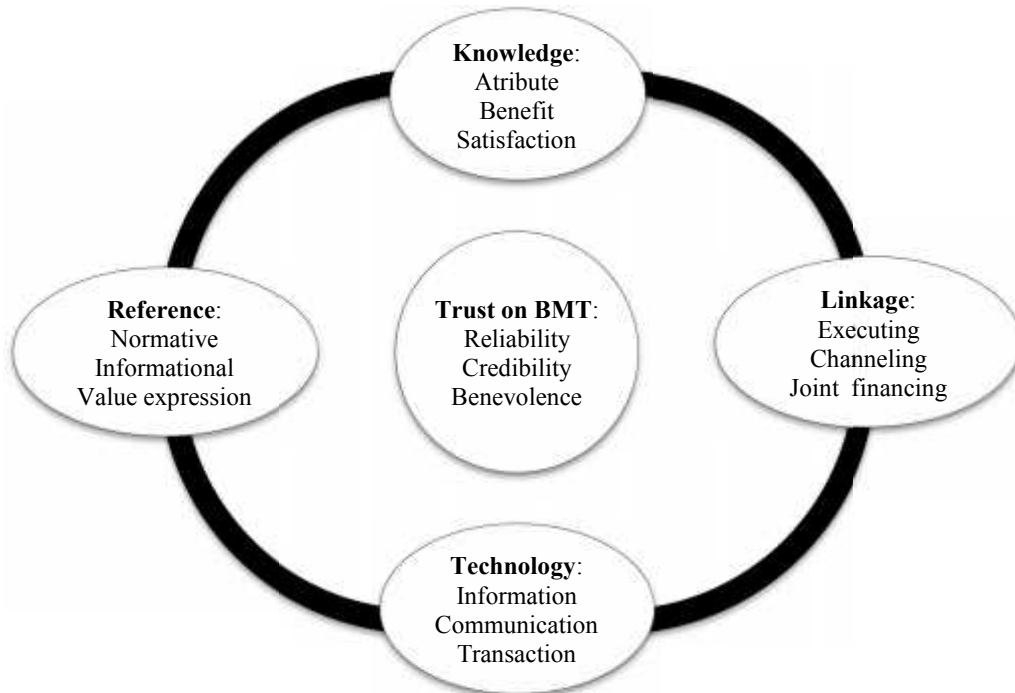 Knowledge:
Atribute
Benefit
Satisfaction
Reference:
Normative
Informational
Value expression
Trust on BMT:
Reliability
Credibility
Benevolence
Linkage:
Executing
Channeling
Joint financing
Technology:
Information
Communication
Transaction